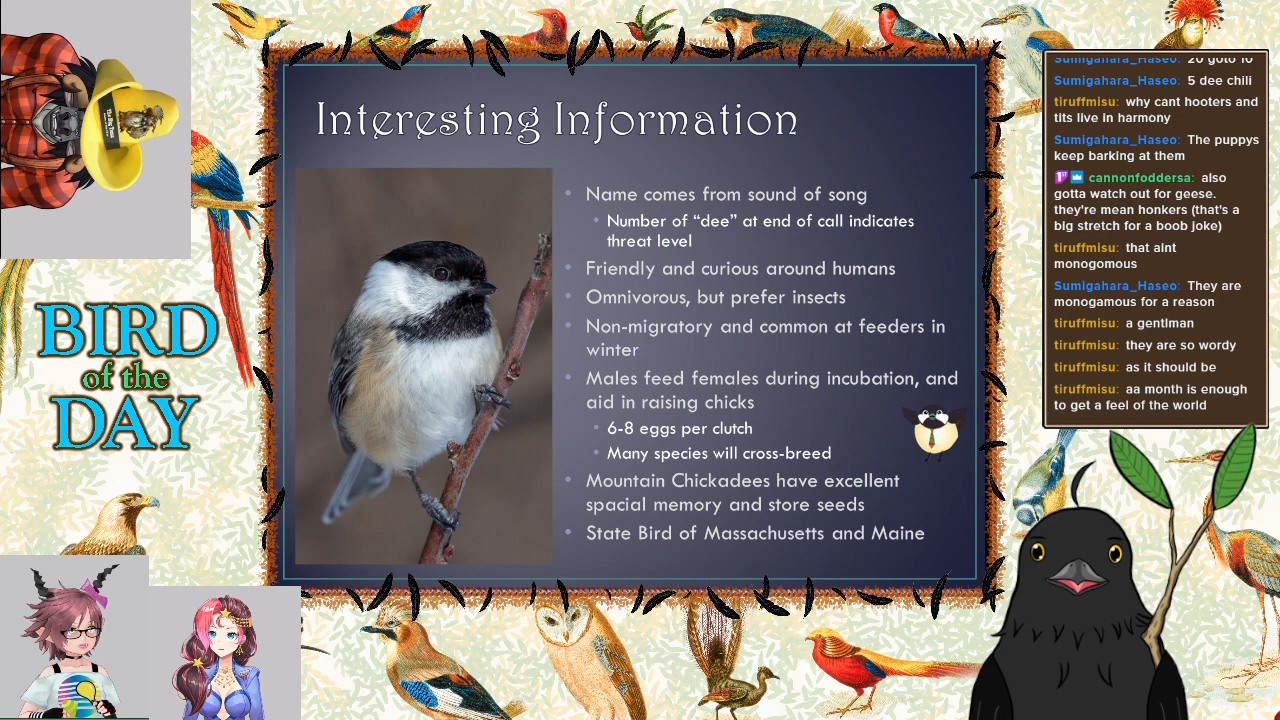 BIRD
of the
DAY
Interesting Information
Name comes from sound of song
Number of “dee” at end of call indicates
threat level
Friendly and curious around humans
Omnivorous, but prefer insects
Non-migratory and common at feeders in
winter
Males feed females during incubation, and
aid in raising chicks
6-8 eggs per clutch
Many species will cross-breed
Mountain Chickadees have excellent
spacial memory and store seeds
State Bird of Massachusetts and Maine
Sumigahara_Haseo: 20 goto 10
Sumigahara_Haseo: 5 dee chili
tiruffmisu: why cant hooters and
tits live in harmony
Sumigahara_Haseo: The puppys
keep barking at them
cannonfoddersa: also
gotta watch out for geese.
they're mean honkers (that's a
big stretch for a boob joke)
tiruffmisu: that aint
monogomous
Sumigahara_Haseo: They are
monogamous for a reason
tiruffmisu: a gentlman
tiruffmisu: they are so wordy
tiruffmisu: as it should be
tiruffmisu: aa month is enough
to get a feel of the world